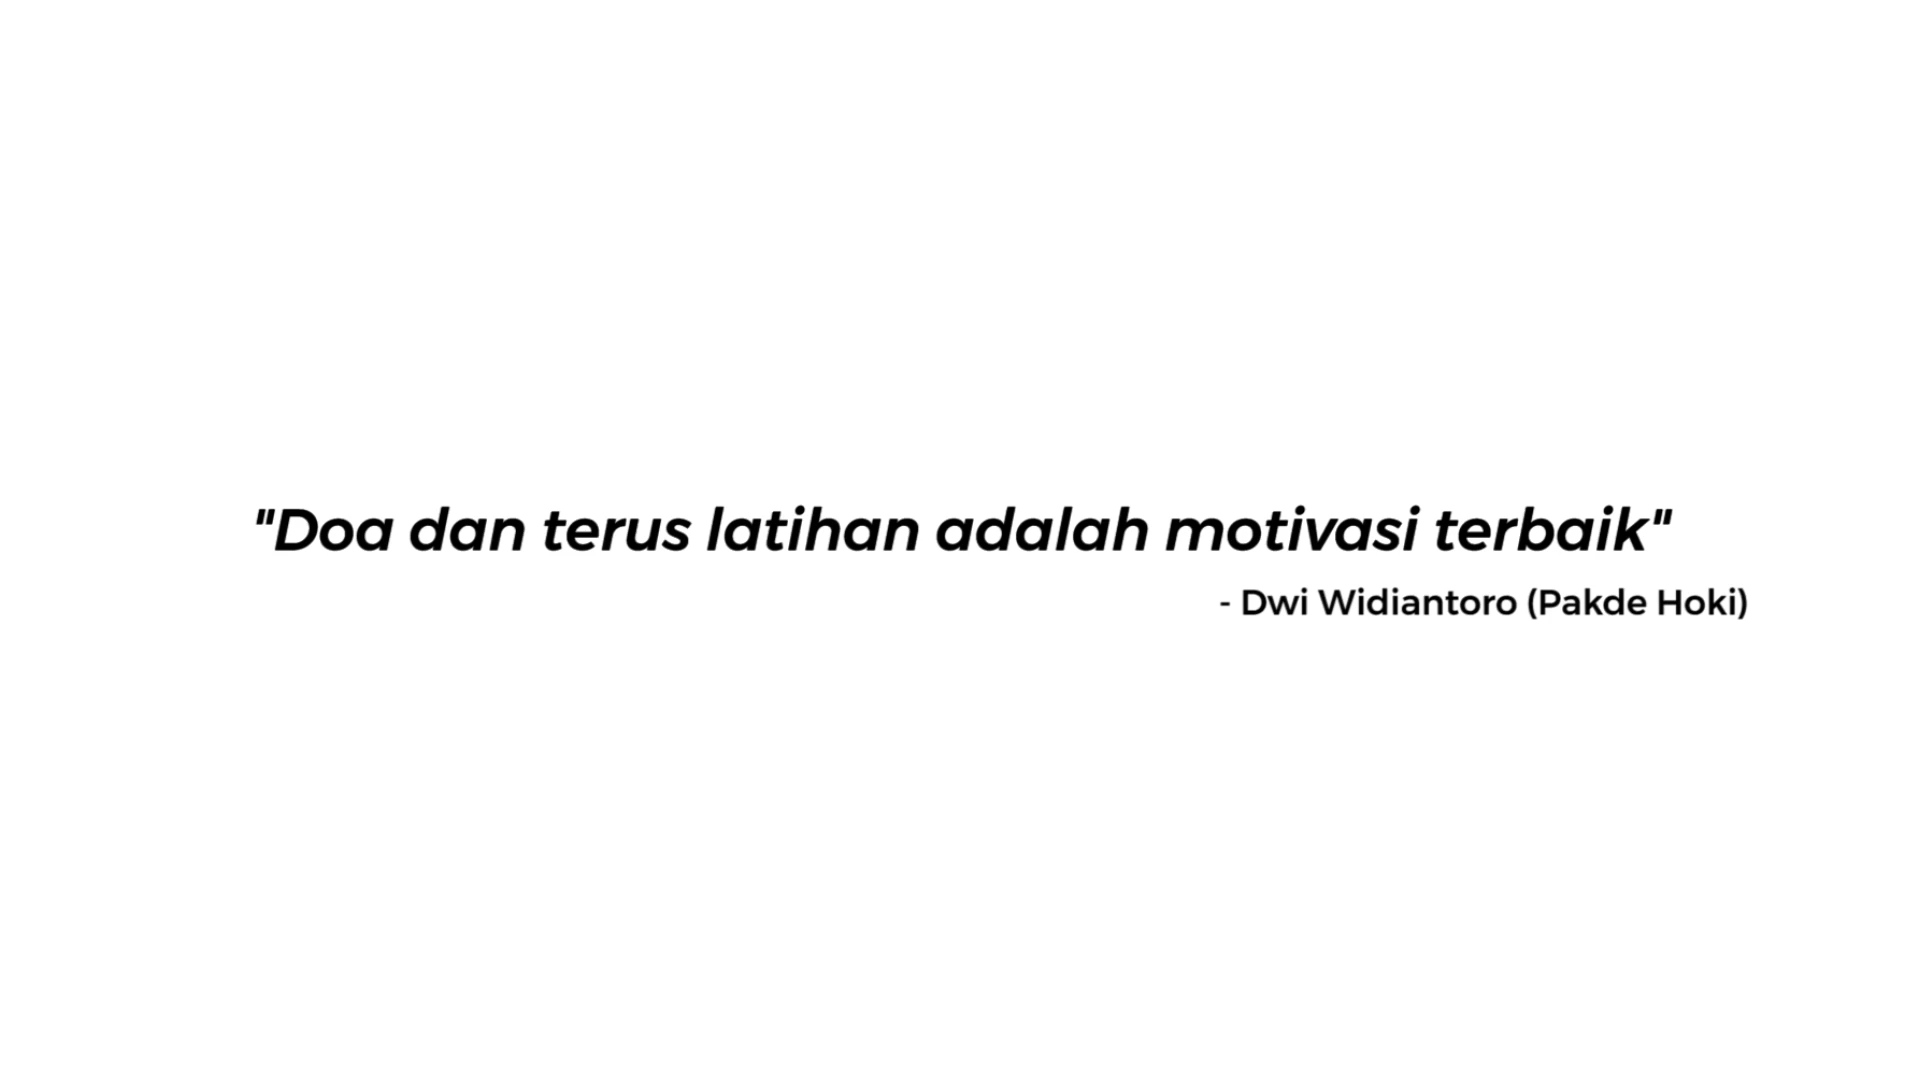 "Doa dan terus latihan adalah motivasi terbaik"
- Dwi Widiantoro (Pakde Hoki)